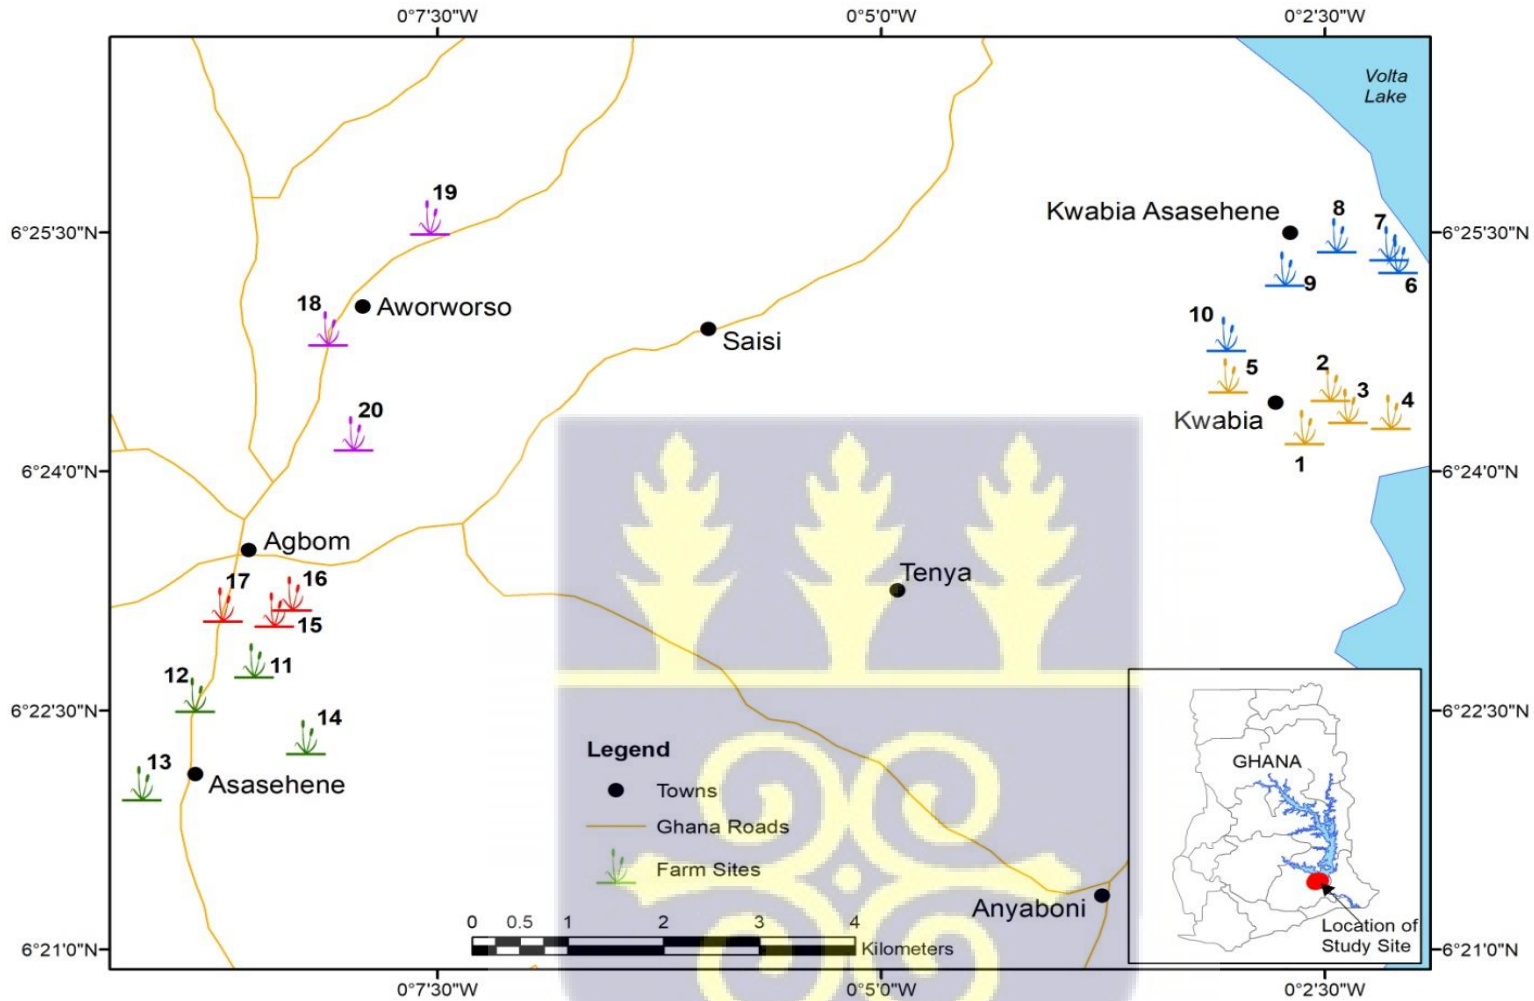 0°7'30"W
0°5'0"W
0°2'30"W
Volta
Lake
19
Kwabia Asasehene
8
7
6°25'30"N
6°25'30"N
9
6
18
Aworworso
10
Saisi
5
2
3
4
20
Kwabia
1
6°24'0"N
6°24'0"N
Agbom
Tenya
17
16
15
11
12
6°22'30"N
6°22'30"N
14
Legend
13
GHANA
Asasehene
Towns
Ghana Roads
Farm Sites
Anyaboni
0 0.5 1 2 3 4
Kilometers
Location of
Study Site
6°21'0"N
6°21'0"N
0°7'30"W
0°5'0"W
0°2'30"W